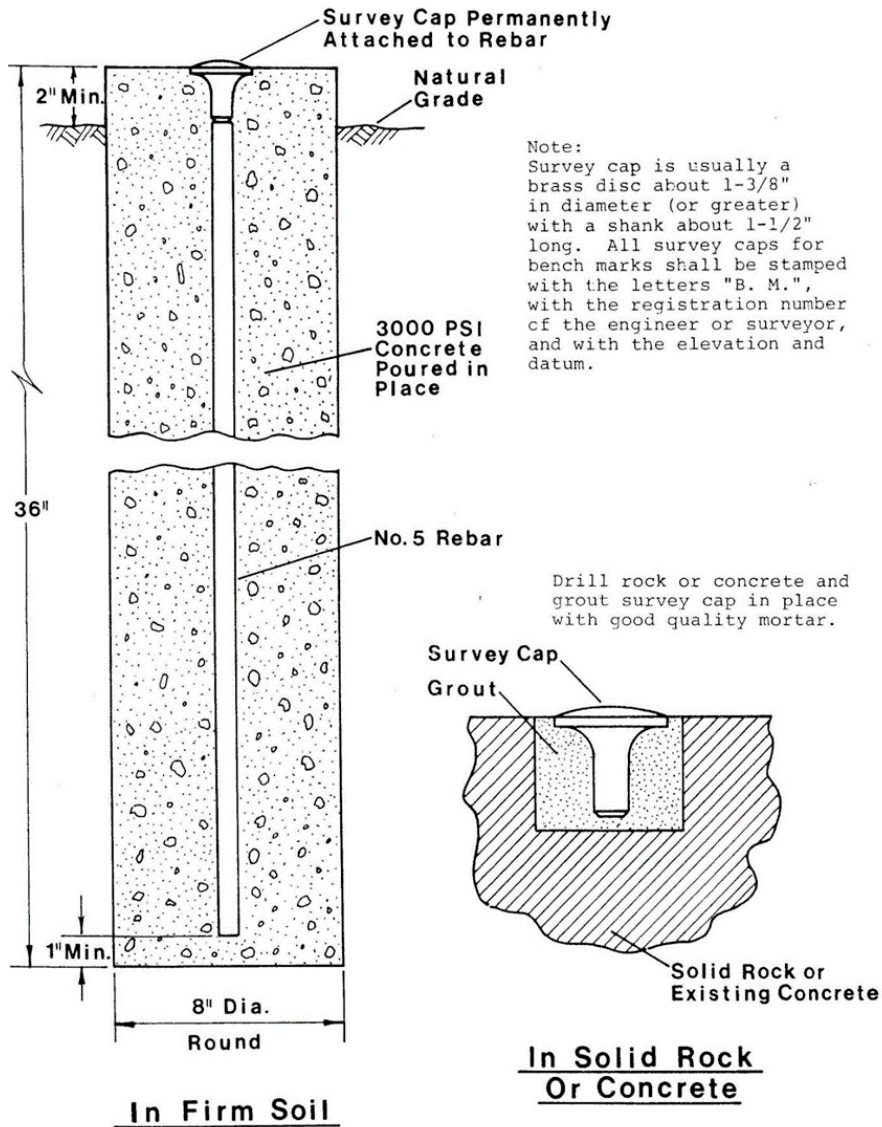 Survey Cap Permanently
Attached to Rebar
2" Min.
Natural
Grade
Note:
Survey cap is usually a
brass disc about 1-3/8"
in diameter (or greater)
with a shank about 1-1/2"
long. All survey caps for
bench marks shall be stamped
with the letters "B. M.",
with the registration number
of the engineer or surveyor,
and with the elevation and
datum.
3000 PSI
Concrete
Poured in
Place
36"
No. 5 Rebar
Drill rock or concrete and
grout survey cap in place
with good quality mortar.
Survey Cap
Grout
1" Min.
Solid Rock or
Existing Concrete
8" Dia.
Round
In Firm Soil
In Solid Rock
Or Concrete